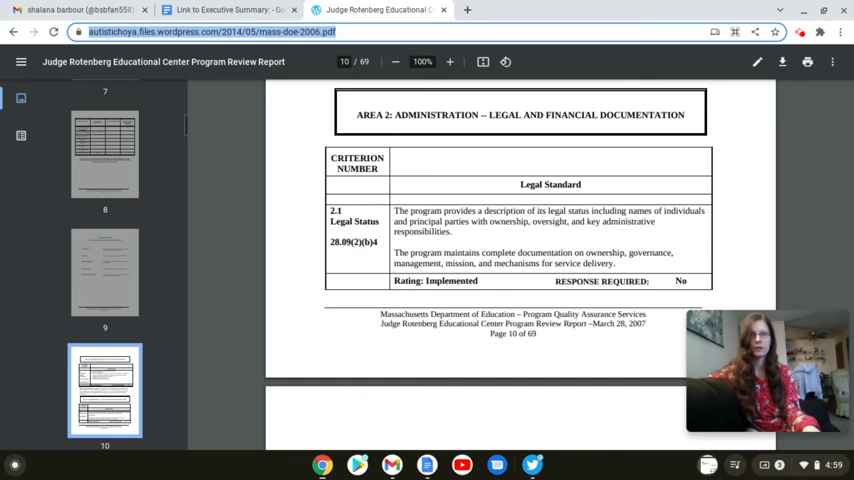 shalana barbour (@bsbfan558)
Link to Executive Summary: - Go
Judge Rotenberg Educational C
autistichoya.files.wordpress.com/2014/05/mass-doe-2006.pdf
Judge Rotenberg Educational Center Program Review Report
10 / 69
100%
7
8
9
10
AREA 2: ADMINISTRATION -- LEGAL AND FINANCIAL DOCUMENTATION
CRITERION
NUMBER
Legal Standard
2.1
Legal Status
28.09(2)(b)4
The program provides a description of its legal status including names of individuals
and principal parties with ownership, oversight, and key administrative
responsibilities.
The program maintains complete documentation on ownership, governance,
management, mission, and mechanisms for service delivery.
Rating: Implemented RESPONSE REQUIRED: No
Massachusetts Department of Education – Program Quality Assurance Services
Judge Rotenberg Educational Center Program Review Report –March 28, 2007
Page 10 of 69
3
4:59